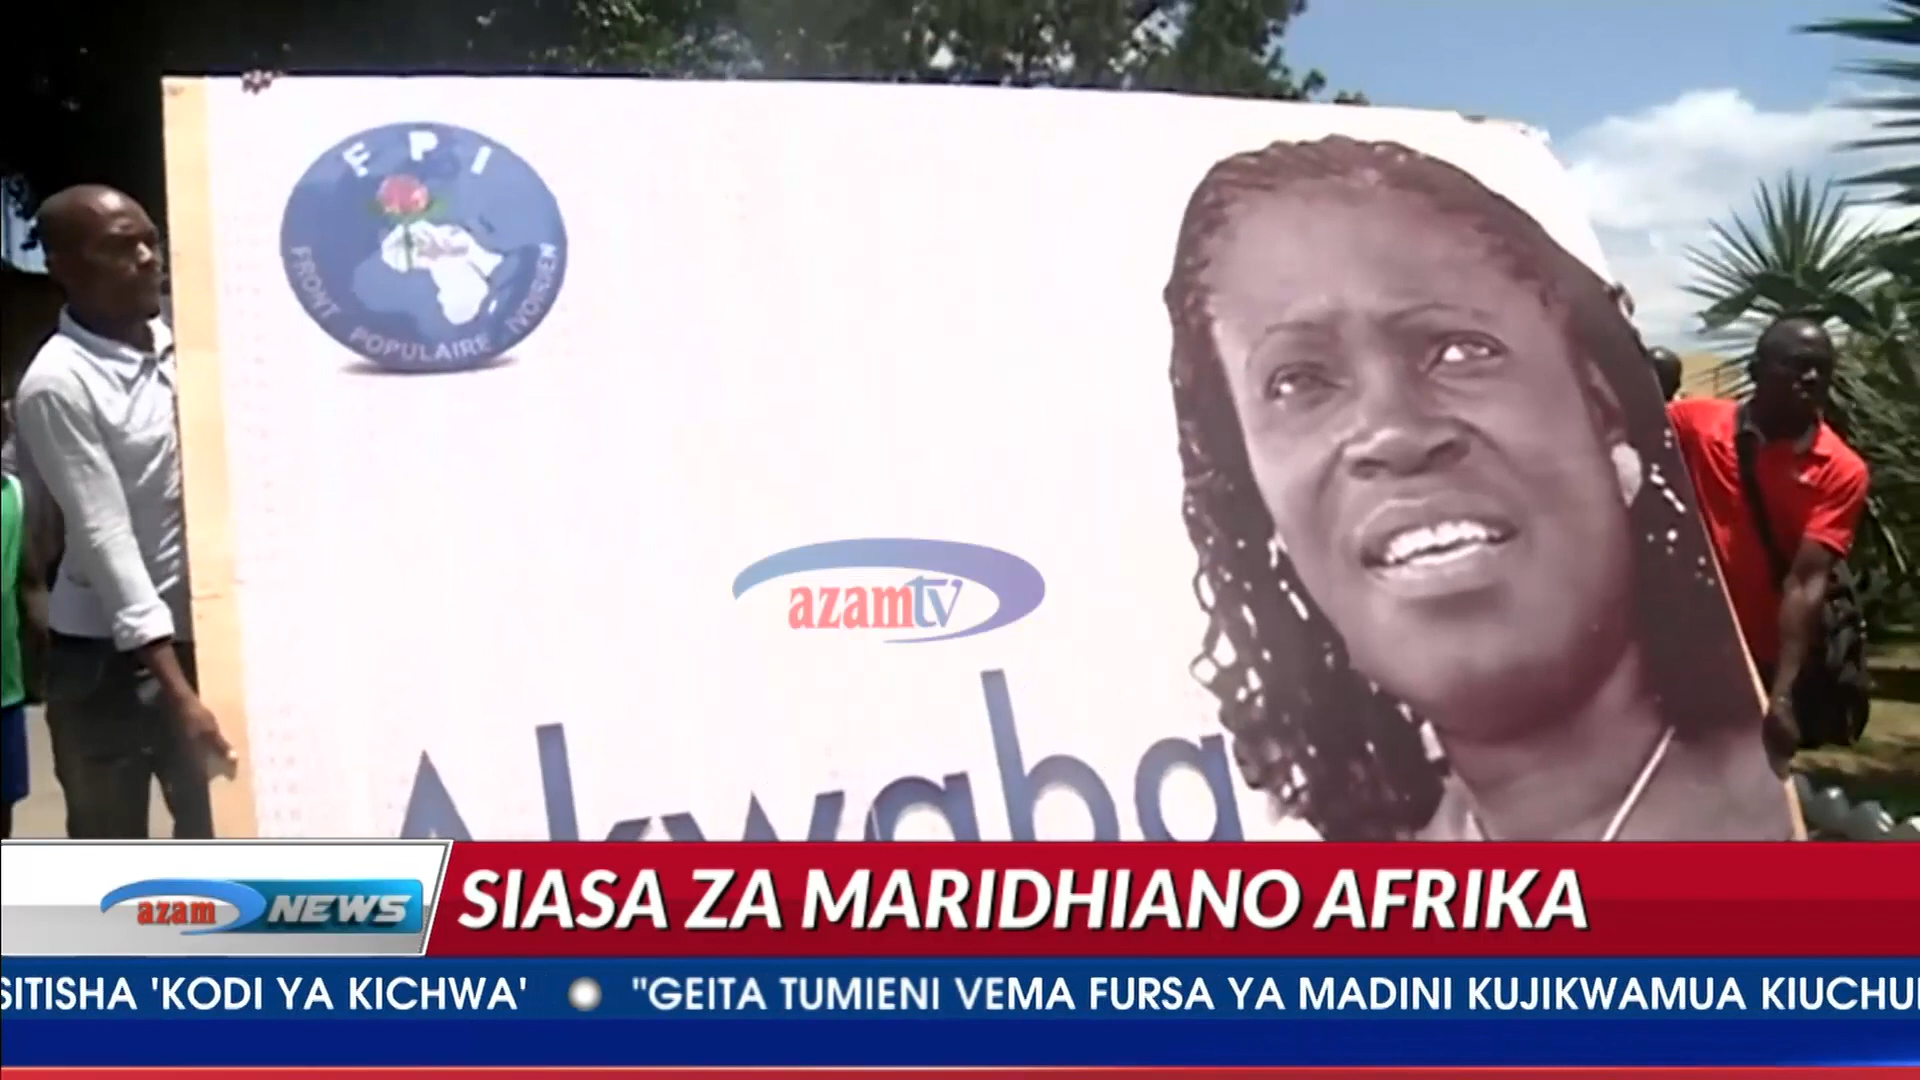 F P I
FRONT POPULAIRE IVOIRIEN
azamtv
Akwaba
azam NEWS
SIASA ZA MARIDHIANO AFRIKA
SITISHA 'KODI YA KICHWA' "GEITA TUMIENI VEMA FURSA YA MADINI KUJIKWAMUA KIUCHU